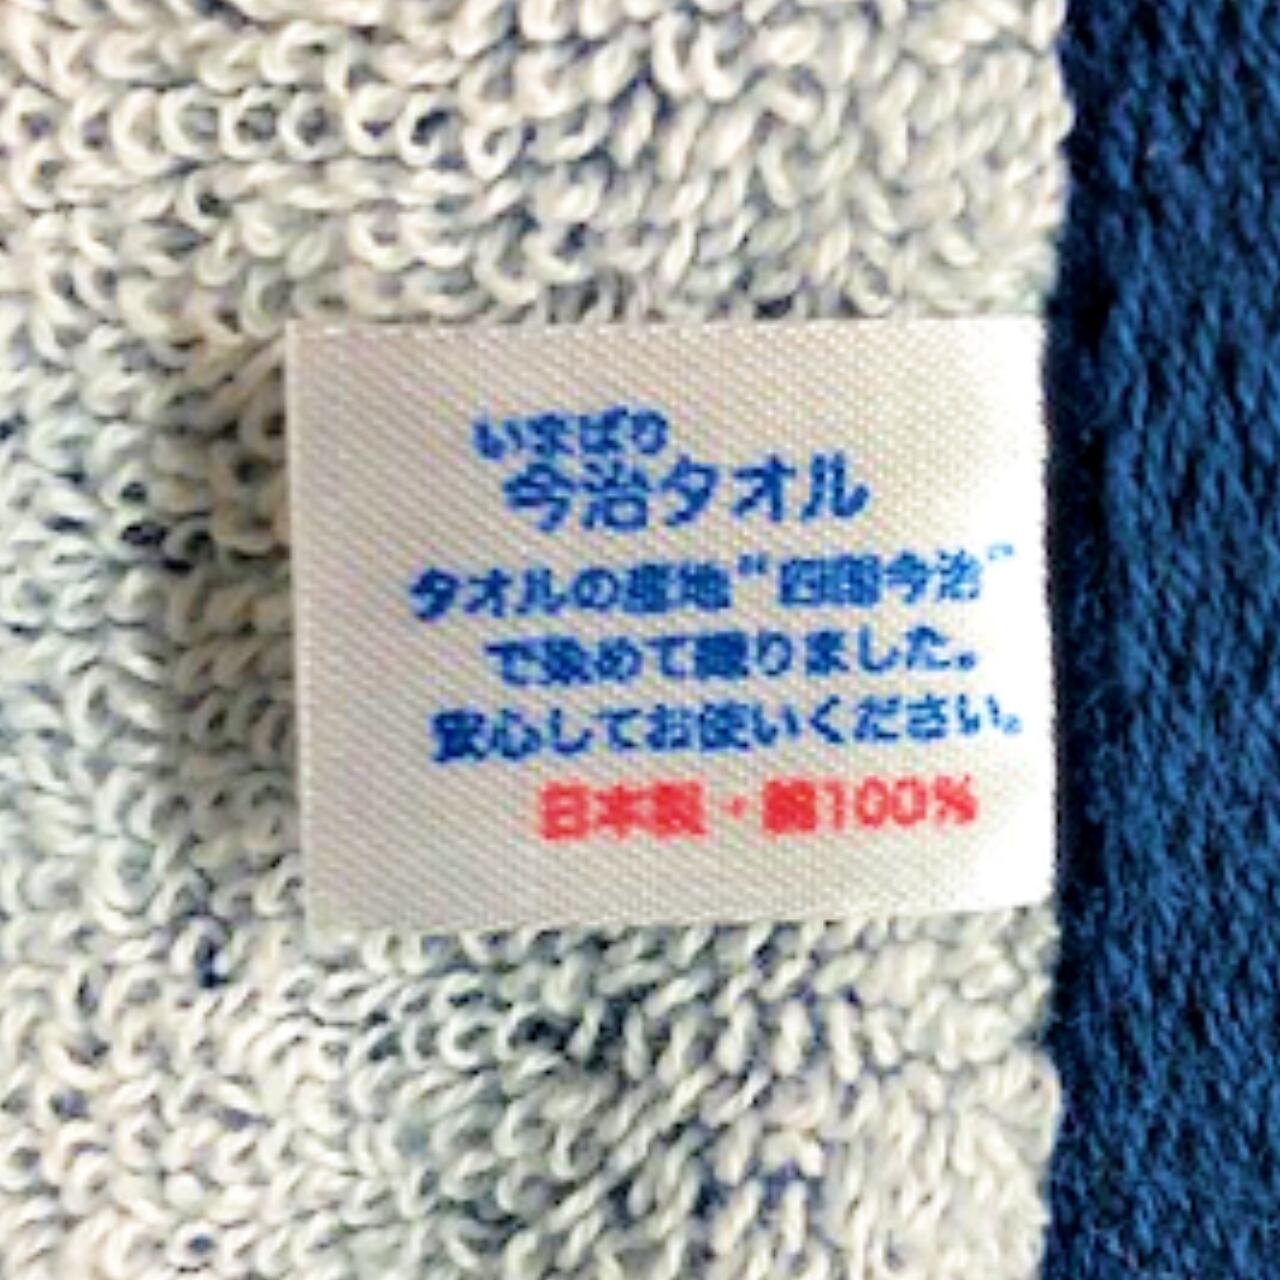 いまばり
今治タオル
タオルの産地"四国今治"
で染めて織りました。
安心してお使いください。
日本製・綿100%